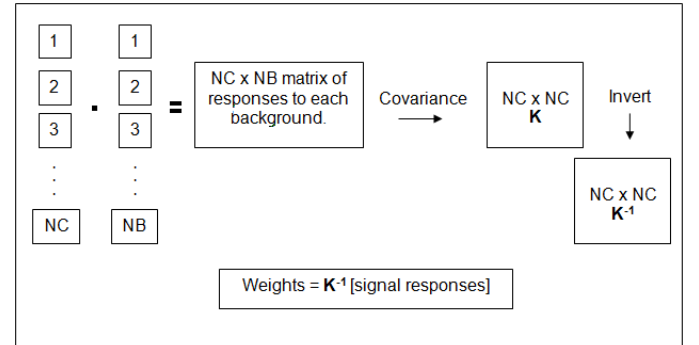 1 1
2 2
3 3
. .
. .
. .
NC NB
. =
NC x NB matrix of
responses to each
background.
Covariance
NC x NC
K
Invert
NC x NC
K⁻¹
Weights = K⁻¹ [signal responses]